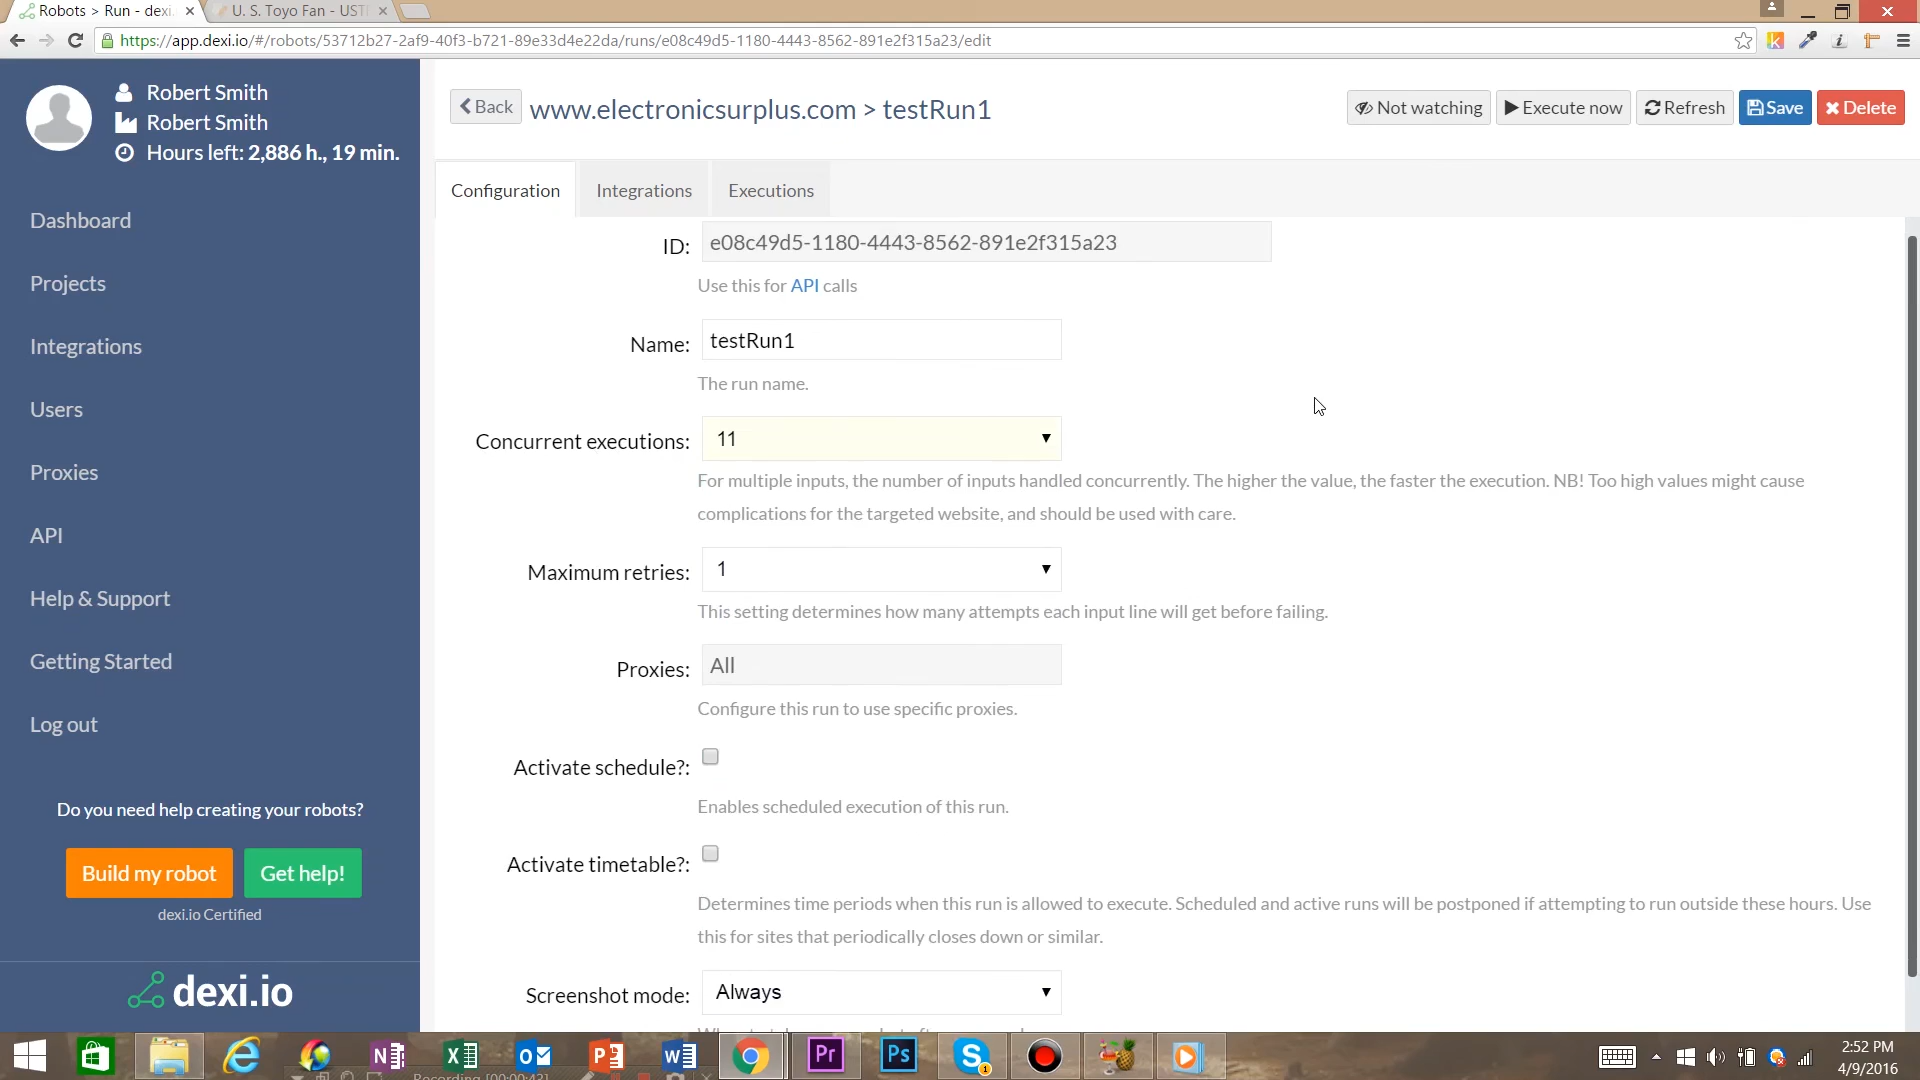 Robots > Run - dexi.
U. S. Toyo Fan - UST
https://app.dexi.io/#/robots/53712b27-2af9-40f3-b721-89e33d4e22da/runs/e08c49d5-1180-4443-8562-891e2f315a23/edit
Robert Smith
Robert Smith
Hours left: 2,886 h., 19 min.
Dashboard
Projects
Integrations
Users
Proxies
API
Help & Support
Getting Started
Log out
Do you need help creating your robots?
Build my robot
Get help!
dexi.io Certified
dexi.io
Back
www.electronicsurplus.com > testRun1
Not watching
Execute now
Refresh
Save
Delete
Configuration
Integrations
Executions
ID: e08c49d5-1180-4443-8562-891e2f315a23
Use this for API calls
Name: testRun1
The run name.
Concurrent executions: 11
For multiple inputs, the number of inputs handled concurrently. The higher the value, the faster the execution. NB! Too high values might cause
complications for the targeted website, and should be used with care.
Maximum retries: 1
This setting determines how many attempts each input line will get before failing.
Proxies: All
Configure this run to use specific proxies.
Activate schedule?:
Enables scheduled execution of this run.
Activate timetable?:
Determines time periods when this run is allowed to execute. Scheduled and active runs will be postponed if attempting to run outside these hours. Use
this for sites that periodically closes down or similar.
Screenshot mode: Always
Recording [00:00:43]
2:52 PM
4/9/2016